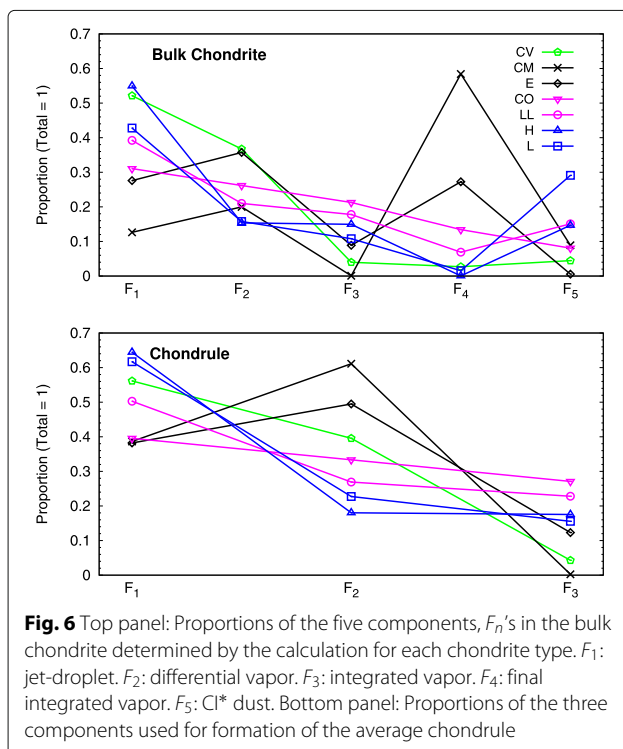 0.7
Bulk Chondrite
CV
CM
E
CO
LL
H
L
0.6
0.5
0.4
0.3
0.2
0.1
0
Proportion (Total = 1)
F₁ F₂ F₃ F₄ F₅
0.7
Chondrule
0.6
0.5
0.4
0.3
0.2
0.1
0
Proportion (Total = 1)
F₁ F₂ F₃
Fig. 6 Top panel: Proportions of the five components, Fₙ's in the bulk
chondrite determined by the calculation for each chondrite type. F₁:
jet-droplet. F₂: differential vapor. F₃: integrated vapor. F₄: final
integrated vapor. F₅: CI* dust. Bottom panel: Proportions of the three
components used for formation of the average chondrule